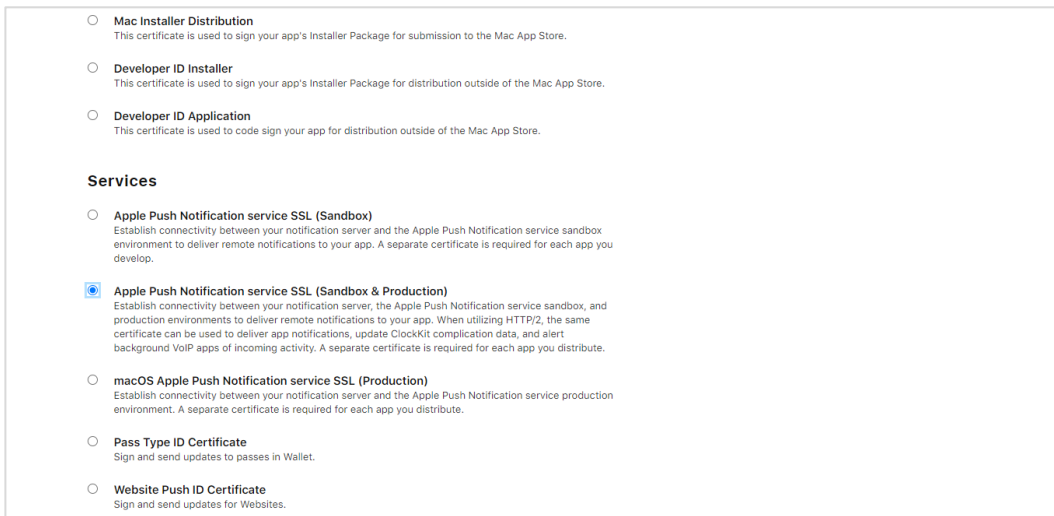 Mac Installer Distribution
This certificate is used to sign your app's Installer Package for submission to the Mac App Store.
Developer ID Installer
This certificate is used to sign your app's Installer Package for distribution outside of the Mac App Store.
Developer ID Application
This certificate is used to code sign your app for distribution outside of the Mac App Store.
Services
Apple Push Notification service SSL (Sandbox)
Establish connectivity between your notification server and the Apple Push Notification service sandbox
environment to deliver remote notifications to your app. A separate certificate is required for each app you
develop.
Apple Push Notification service SSL (Sandbox & Production)
Establish connectivity between your notification server, the Apple Push Notification service sandbox, and
production environments to deliver remote notifications to your app. When utilizing HTTP/2, the same
certificate can be used to deliver app notifications, update ClockKit complication data, and alert
background VoIP apps of incoming activity. A separate certificate is required for each app you distribute.
macOS Apple Push Notification service SSL (Production)
Establish connectivity between your notification server and the Apple Push Notification service production
environment. A separate certificate is required for each app you distribute.
Pass Type ID Certificate
Sign and send updates to passes in Wallet.
Website Push ID Certificate
Sign and send updates for Websites.